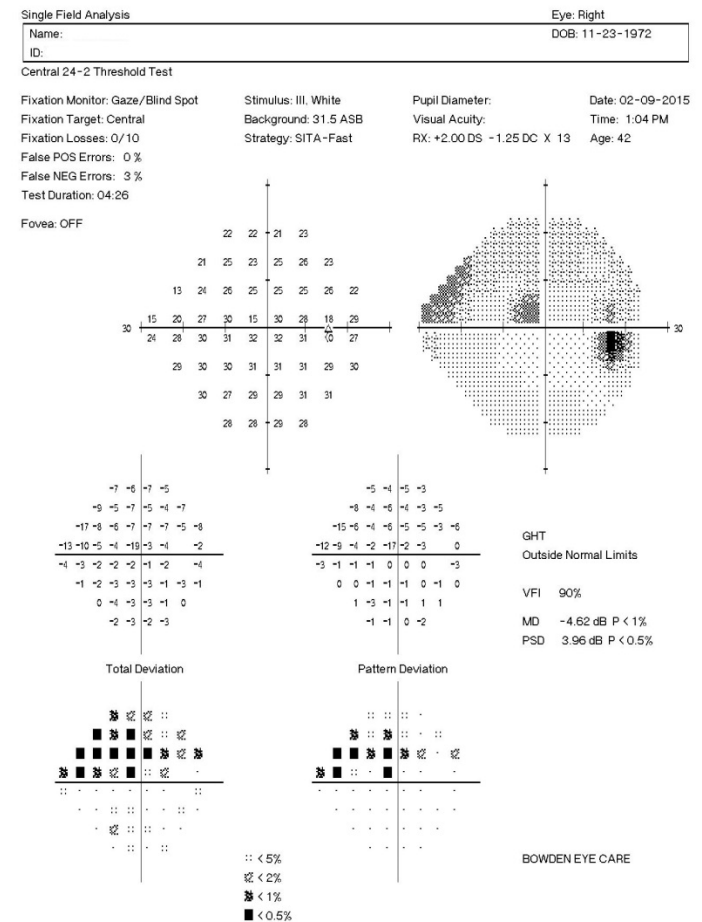 Single Field Analysis Eye: Right
Name: DOB: 11-23-1972
ID:
Central 24-2 Threshold Test
Fixation Monitor: Gaze/Blind Spot Stimulus: III, White Pupil Diameter: Date: 02-09-2015
Fixation Target: Central Background: 31.5 ASB Visual Acuity: Time: 1:04 PM
Fixation Losses: 0/10 Strategy: SITA-Fast RX: +2.00 DS -1.25 DC X 13 Age: 42
False POS Errors: 0 %
False NEG Errors: 3 %
Test Duration: 04:26
Fovea: OFF
22 22 21 23
21 25 23 25 26 23
13 24 26 25 25 25 26 22
15 20 27 30 15 30 28 18 29
30 30
24 28 30 31 32 32 31 <0 27
29 30 30 31 31 31 29 30
30 27 29 29 31 31
28 28 29 28
-7 -6 -7 -5 -5 -4 -5 -3
-9 -5 -7 -5 -4 -7 -8 -4 -6 -4 -3 -5
-17 -8 -6 -7 -7 -7 -5 -8 -15 -6 -4 -6 -5 -5 -3 -6
-13 -10 -5 -4 -19 -3 -4 -2 -12 -9 -4 -2 -17 -2 -3 0
-4 -3 -2 -2 -2 -1 -2 -4 -3 -1 -1 -1 0 0 0 -3
-1 -2 -3 -3 -3 -1 -3 -1 0 0 -1 -1 -1 0 -1 0
0 -4 -3 -3 -1 0 1 -3 -1 -1 1 1
-2 -3 -2 -3 -1 -1 0 -2
GHT
Outside Normal Limits
VFI 90%
MD -4.62 dB P < 1%
PSD 3.96 dB P < 0.5%
Total Deviation Pattern Deviation
< 5%
< 2%
< 1%
< 0.5%
BOWDEN EYE CARE